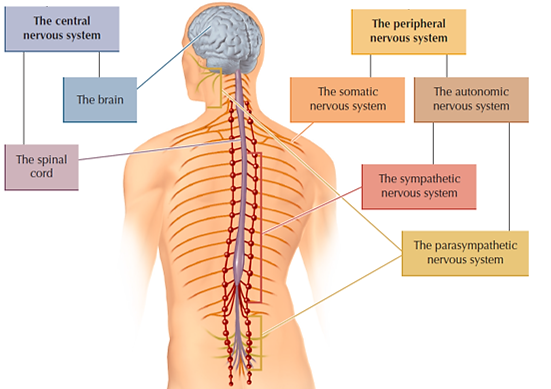 The central
nervous system
The brain
The spinal
cord
The peripheral
nervous system
The somatic
nervous system
The autonomic
nervous system
The sympathetic
nervous system
The parasympathetic
nervous system